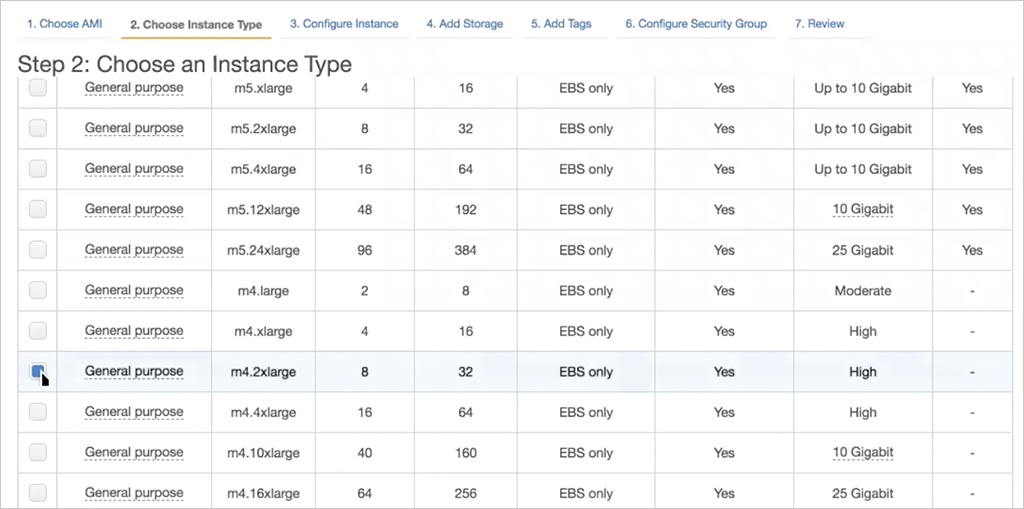 1. Choose AMI 2. Choose Instance Type 3. Configure Instance 4. Add Storage 5. Add Tags 6. Configure Security Group 7. Review
Step 2: Choose an Instance Type
General purpose m5.xlarge 4 16 EBS only Yes Up to 10 Gigabit Yes
General purpose m5.2xlarge 8 32 EBS only Yes Up to 10 Gigabit Yes
General purpose m5.4xlarge 16 64 EBS only Yes Up to 10 Gigabit Yes
General purpose m5.12xlarge 48 192 EBS only Yes 10 Gigabit Yes
General purpose m5.24xlarge 96 384 EBS only Yes 25 Gigabit Yes
General purpose m4.large 2 8 EBS only Yes Moderate -
General purpose m4.xlarge 4 16 EBS only Yes High -
General purpose m4.2xlarge 8 32 EBS only Yes High -
General purpose m4.4xlarge 16 64 EBS only Yes High -
General purpose m4.10xlarge 40 160 EBS only Yes 10 Gigabit -
General purpose m4.16xlarge 64 256 EBS only Yes 25 Gigabit -